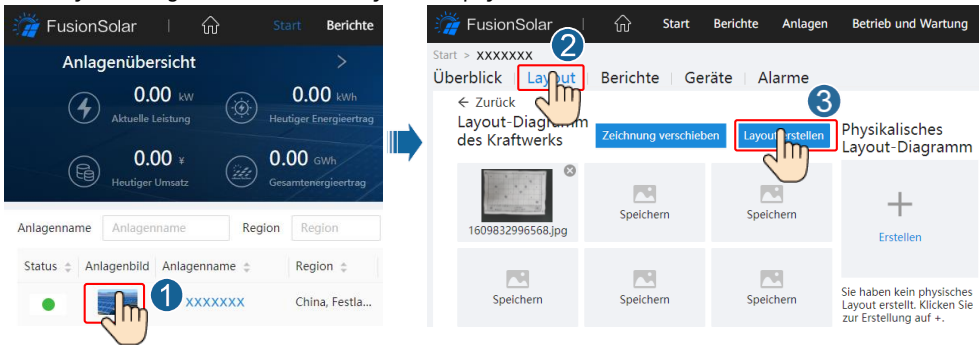 FusionSolar
Start
Berichte
Anlagenübersicht
>
0.00 kW
Aktuelle Leistung
0.00 kWh
Heutiger Energieertrag
0.00 ¥
Heutiger Umsatz
0.00 GWh
Gesamtenergieertrag
Anlagenname
Anlagenname
Region
Region
Status
Anlagenbild
Anlagenname
Region
1
XXXXXXX
China, Festla...
FusionSolar
Start
Berichte
Anlagen
Betrieb und Wartung
Start > XXXXXXX
2
Überblick
Layout
Berichte
Geräte
Alarme
← Zurück
3
Layout-Diagramm
des Kraftwerks
Zeichnung verschieben
Layout erstellen
Physikalisches
Layout-Diagramm
1609832996568.jpg
Speichern
Speichern
Erstellen
Speichern
Speichern
Speichern
Sie haben kein physisches
Layout erstellt. Klicken Sie
zur Erstellung auf +.